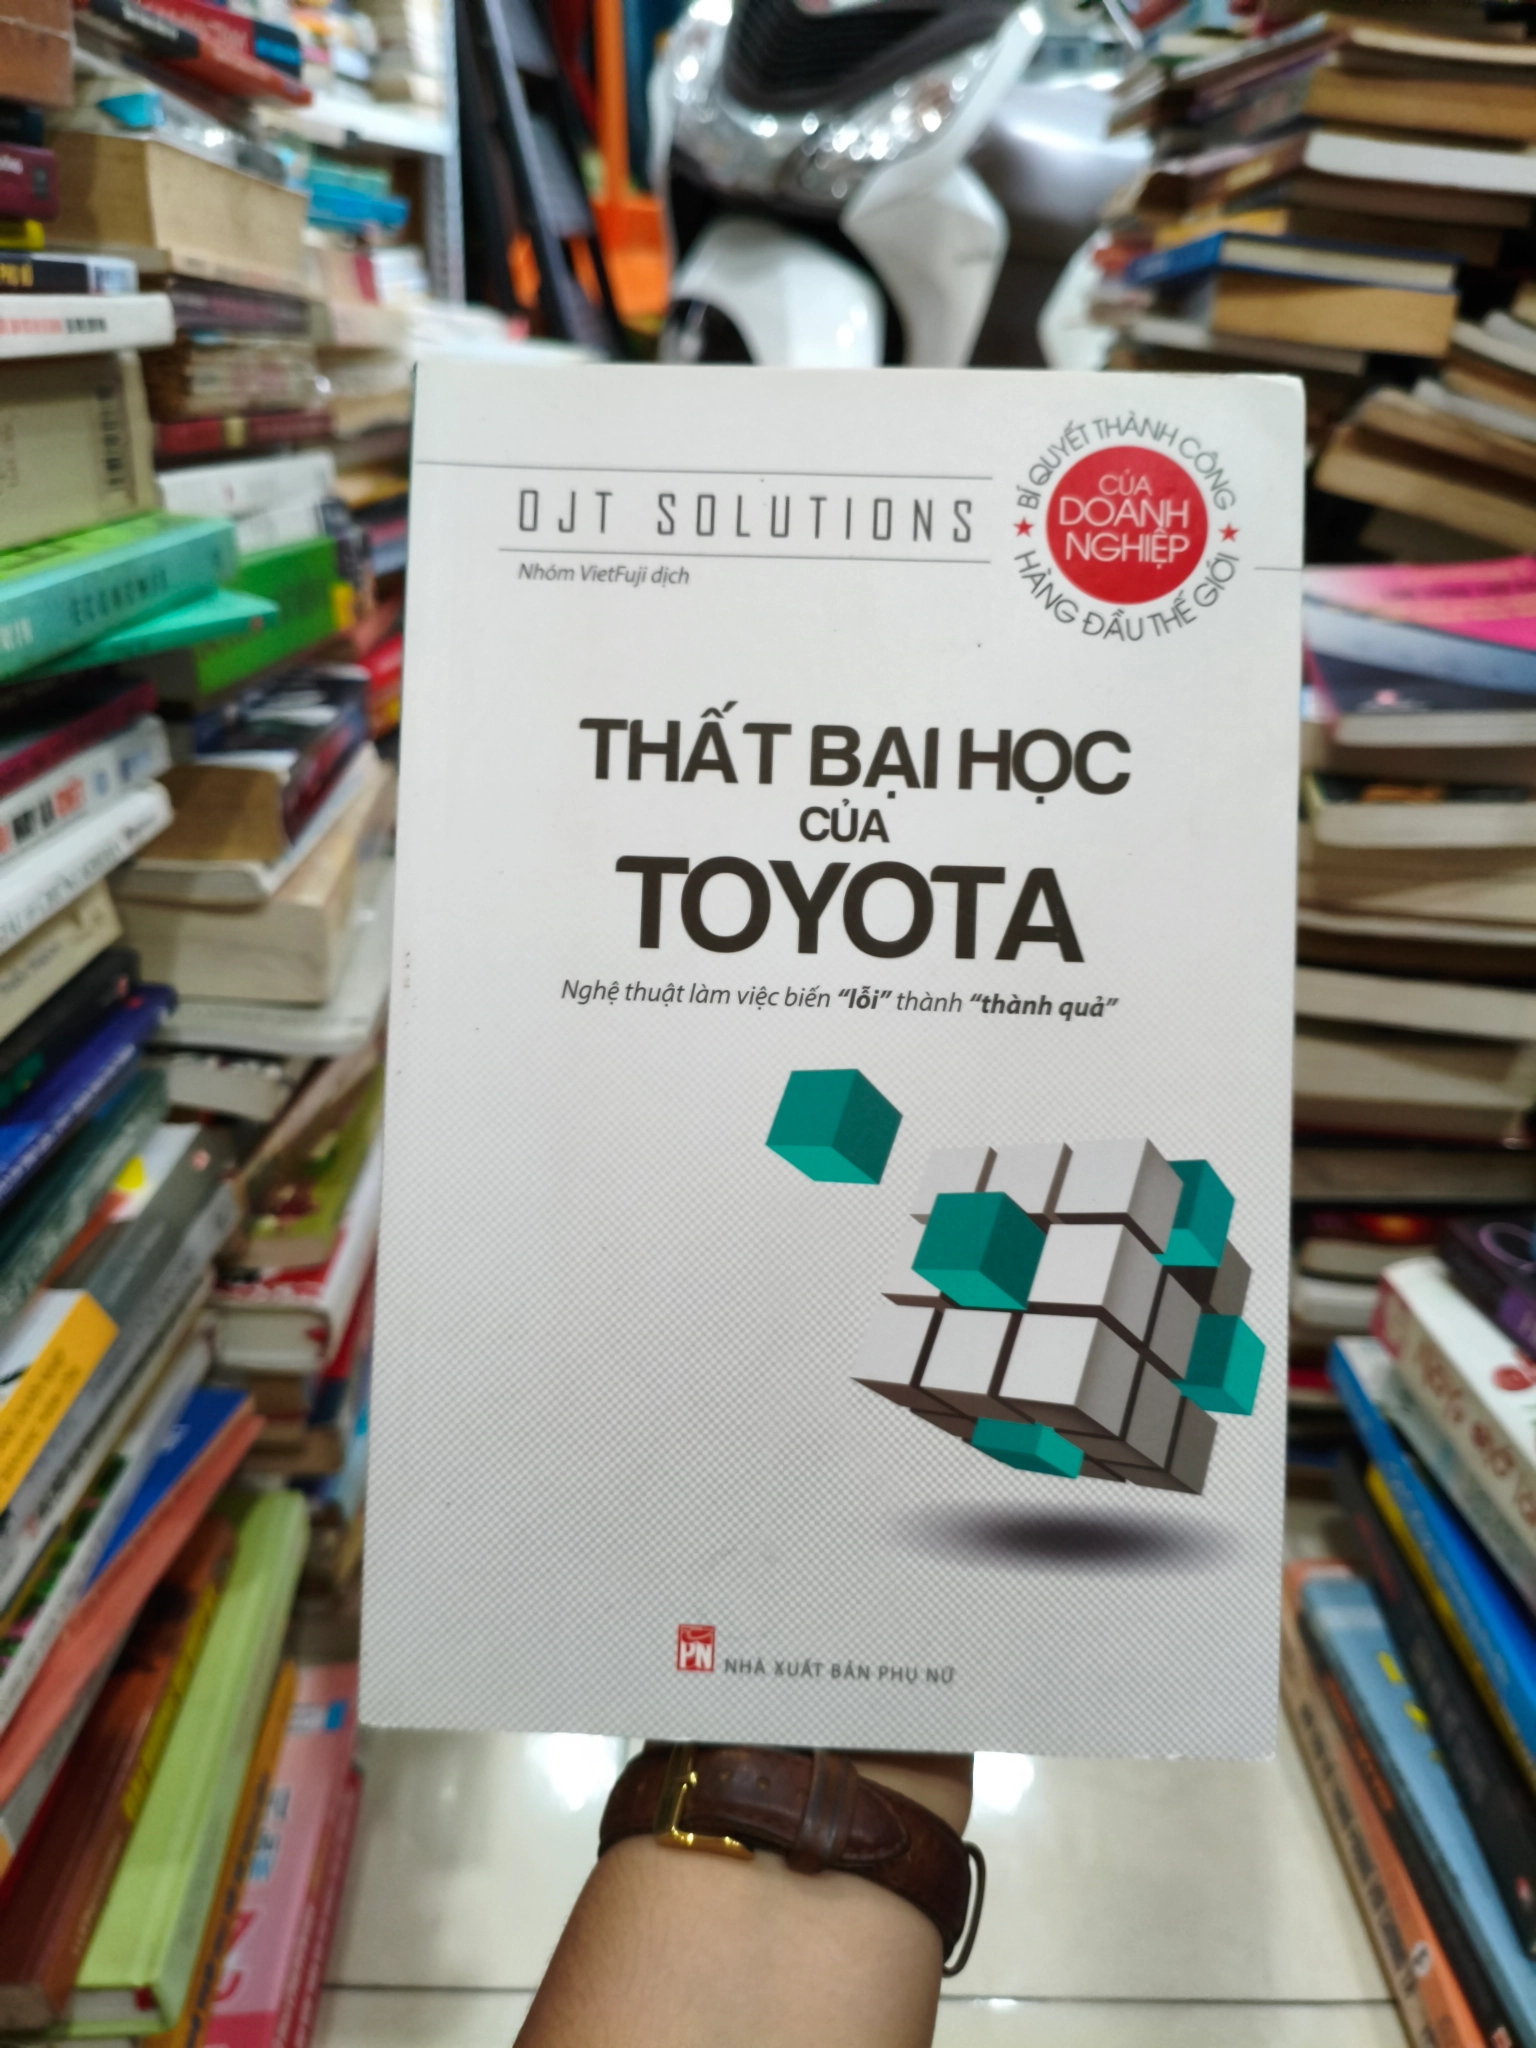 OJT SOLUTIONS
Nhóm VietFuji dịch
BÍ QUYẾT THÀNH CÔNG
CỦA
DOANH
NGHIỆP
HÀNG ĐẦU THẾ GIỚI
THẤT BẠI HỌC
CỦA
TOYOTA
Nghệ thuật làm việc biến “lỗi” thành “thành quả”
PN
NHÀ XUẤT BẢN PHỤ NỮ
ECONOMIX